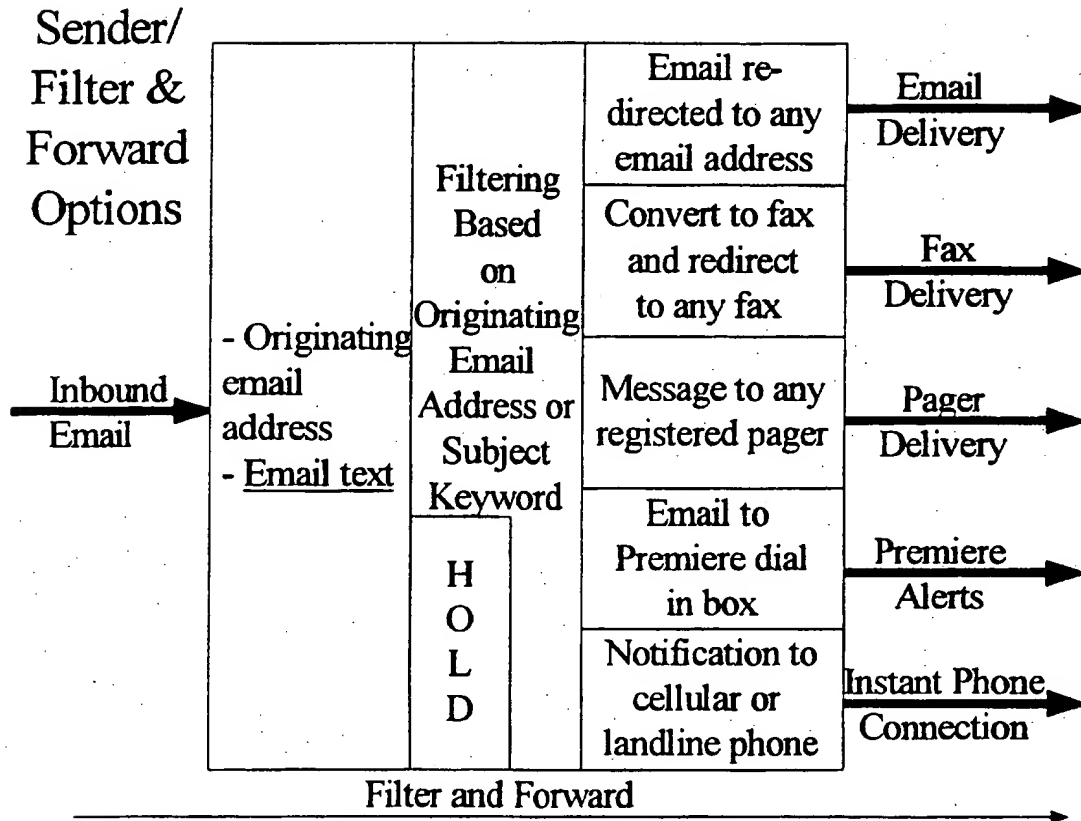 Sender/
Filter &
Forward
Options
Inbound
Email
- Originating
email
address
- Email text
Filtering
Based
on
Originating
Email
Address or
Subject
Keyword
H
O
L
D
Email re-
directed to any
email address
Convert to fax
and redirect
to any fax
Message to any
registered pager
Email to
Premiere dial
in box
Notification to
cellular or
landline phone
Email
Delivery
Fax
Delivery
Pager
Delivery
Premiere
Alerts
Instant Phone
Connection
Filter and Forward